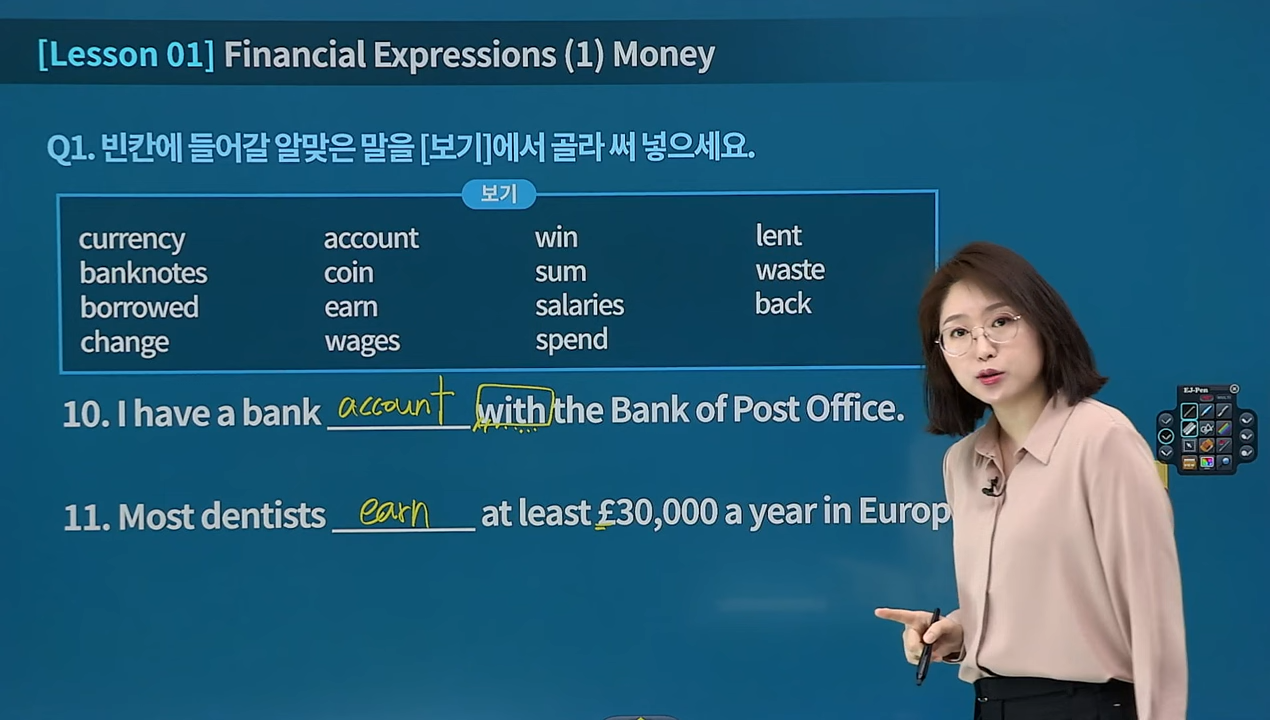 [Lesson 01] Financial Expressions (1) Money
Q1. 빈칸에 들어갈 알맞은 말을 [보기]에서 골라 써 넣으세요.
보기
currency account win lent
banknotes coin sum waste
borrowed earn salaries back
change wages spend
10. I have a bank account with the Bank of Post Office.
11. Most dentists earn at least £30,000 a year in Europ
EJ-Pen